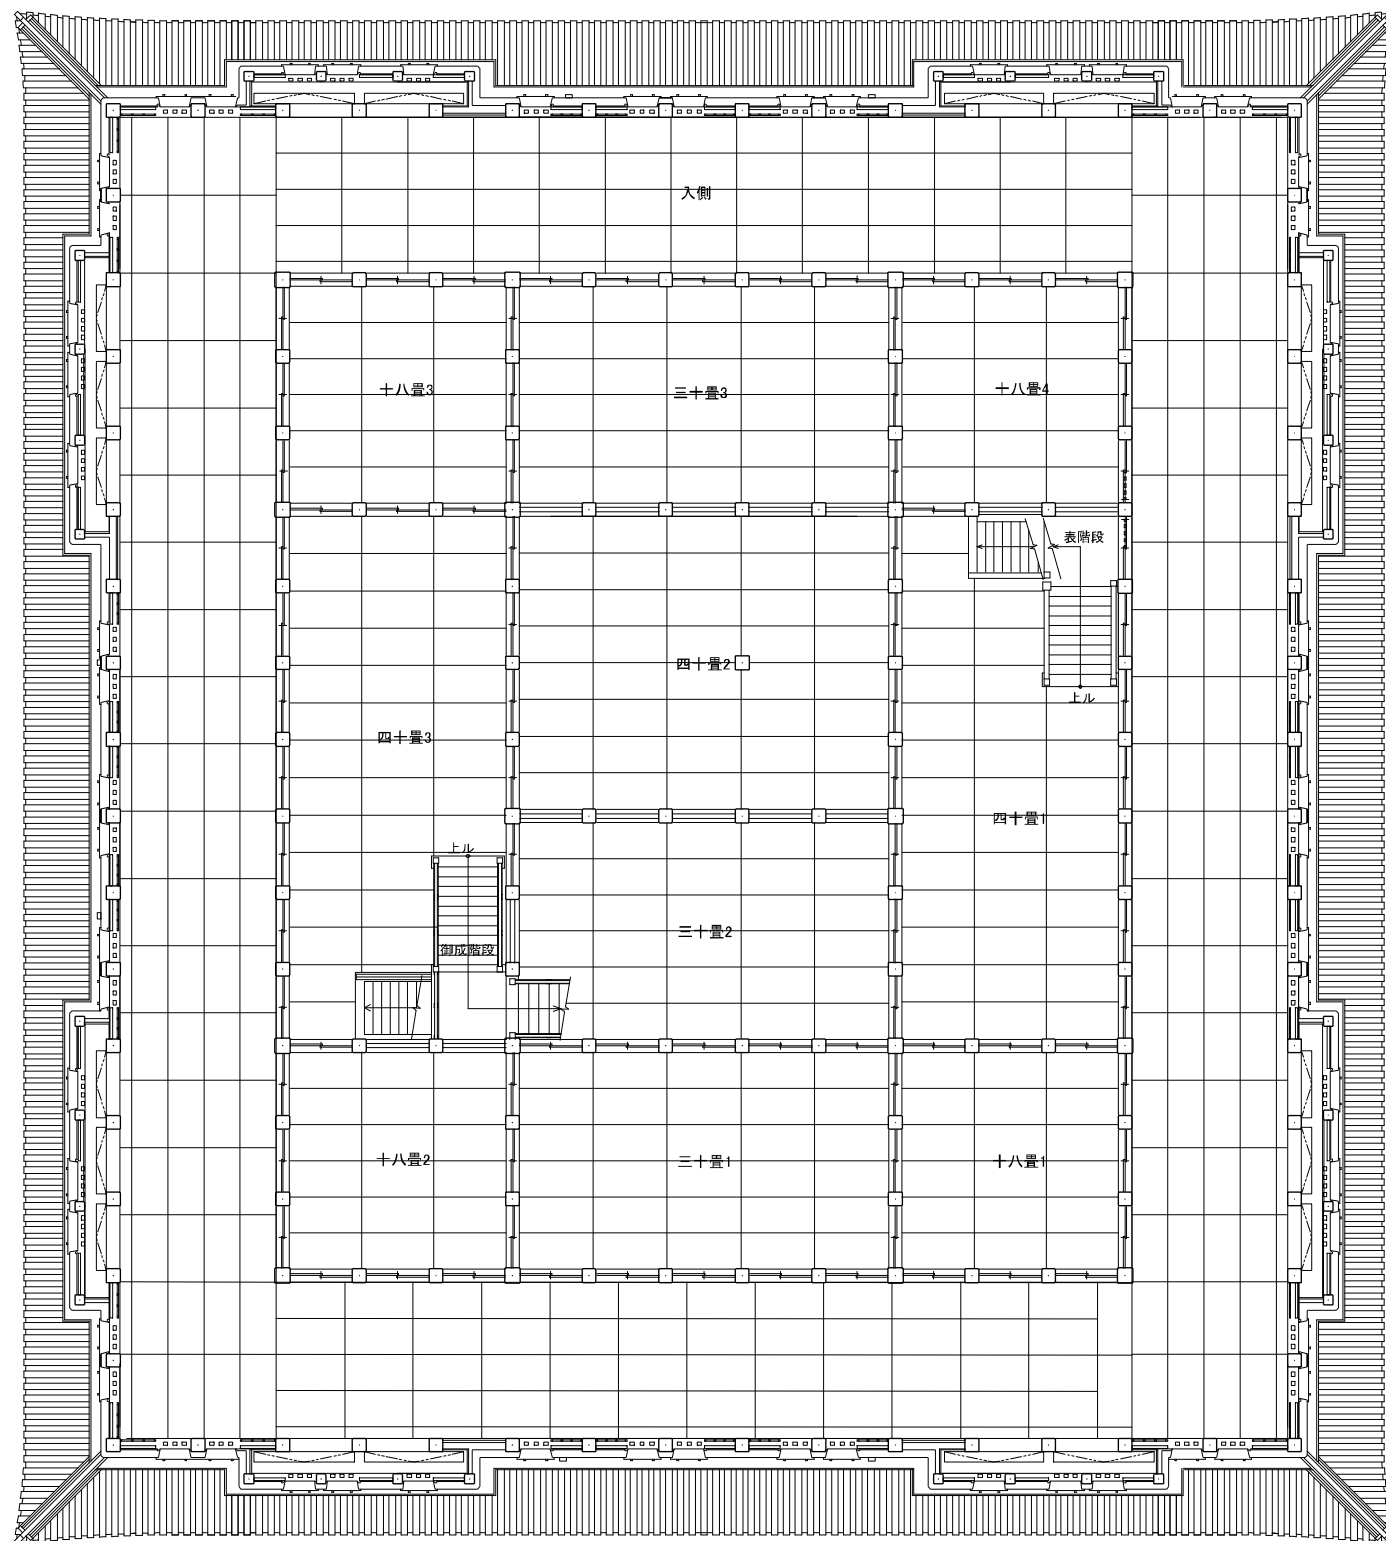 入側
十八畳3
三十畳3
十八畳4
表階段
四十畳2
上ル
四十畳3
四十畳1
上ル
三十畳2
御成階段
十八畳2
三十畳1
十八畳1